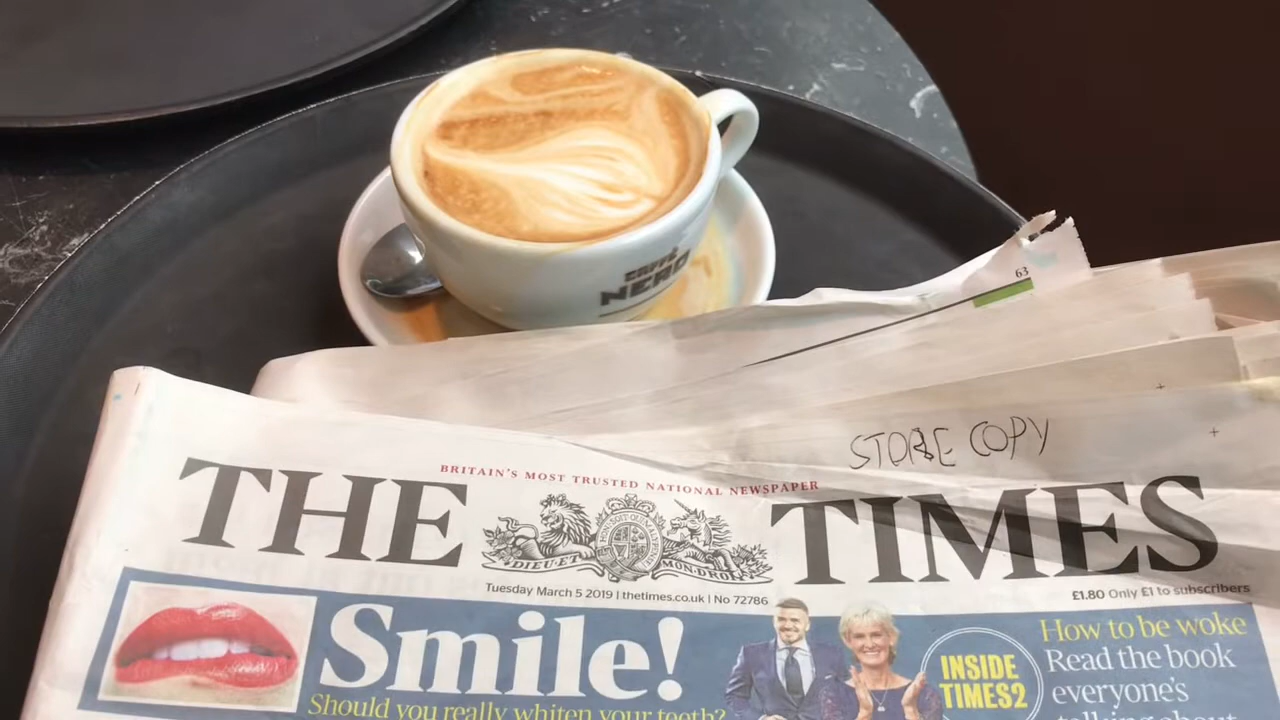 CAFFÈ
NERO
63
STORE COPY
BRITAIN'S MOST TRUSTED NATIONAL NEWSPAPER
THE TIMES
DIEU ET MON DROIT
Tuesday March 5 2019 | thetimes.co.uk | No 72786
£1.80 Only £1 to subscribers
Smile!
Should you really whiten your teeth?
INSIDE
TIMES2
How to be woke
Read the book
everyone's
talking about